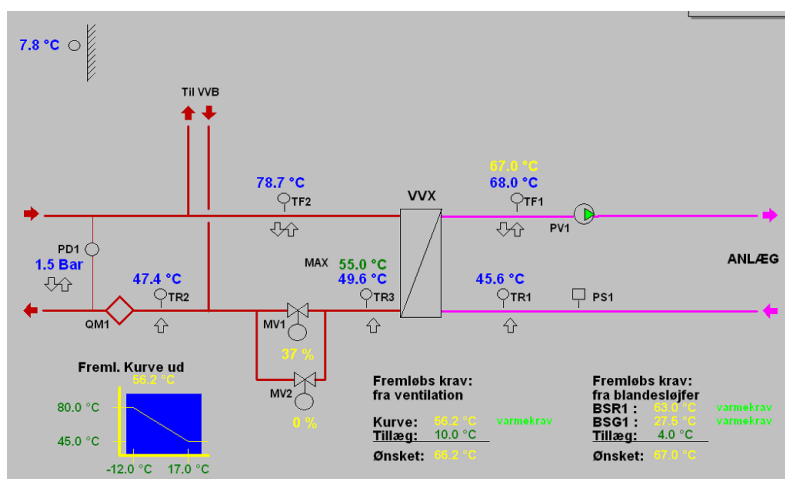 7.8 °C
Til VVB
67.0 °C
78.7 °C
68.0 °C
TF2
VVX
TF1
PV1
PD1
1.5 Bar
MAX 55.0 °C
ANLÆG
47.4 °C
49.6 °C
45.6 °C
TR2
TR3
TR1
PS1
QM1
MV1
37 %
MV2
0 %
Freml. Kurve ud
56.2 °C
80.0 °C
45.0 °C
-12.0 °C 17.0 °C
Fremløbs krav:
fra ventilation
Kurve: 56.2 °C varmekrav
Tillæg: 10.0 °C
Ønsket: 66.2 °C
Fremløbs krav:
fra blandesløjfer
BSR1 : 63.0 °C varmekrav
BSG1 : 27.6 °C varmekrav
Tillæg: 4.0 °C
Ønsket: 67.0 °C